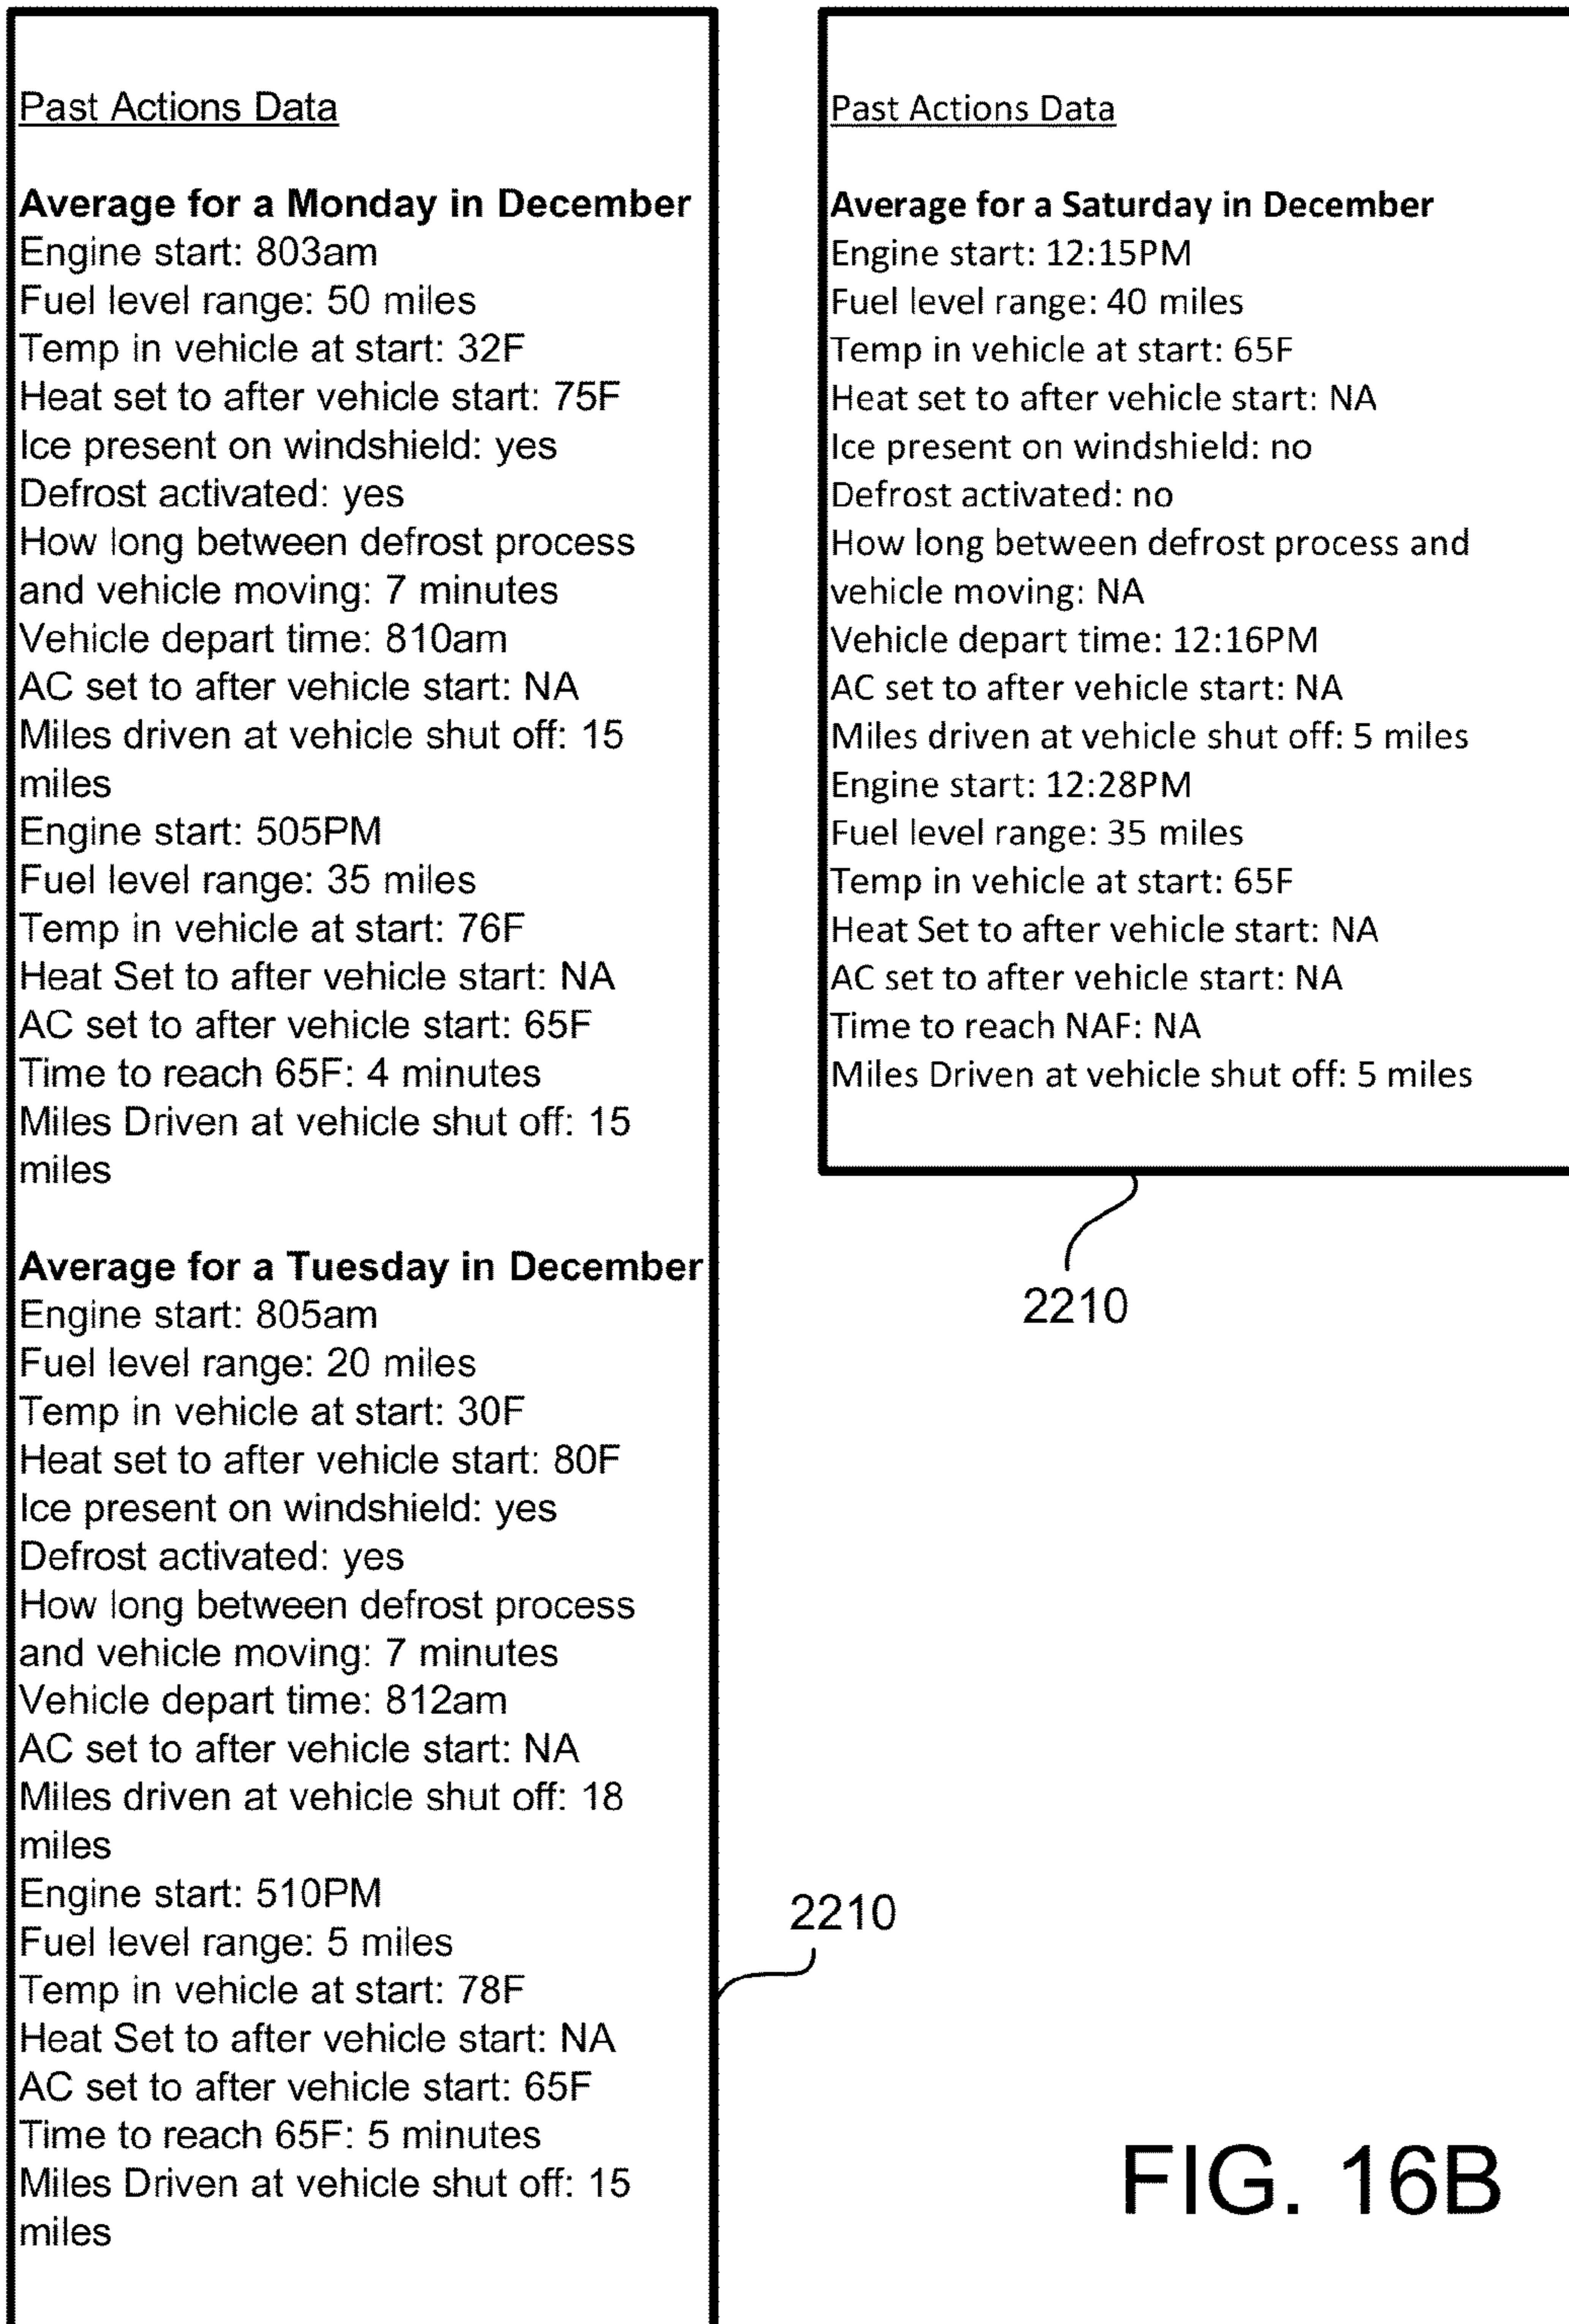 Past Actions Data
Average for a Monday in December
Engine start: 803am
Fuel level range: 50 miles
Temp in vehicle at start: 32F
Heat set to after vehicle start: 75F
Ice present on windshield: yes
Defrost activated: yes
How long between defrost process
and vehicle moving: 7 minutes
Vehicle depart time: 810am
AC set to after vehicle start: NA
Miles driven at vehicle shut off: 15
miles
Engine start: 505PM
Fuel level range: 35 miles
Temp in vehicle at start: 76F
Heat Set to after vehicle start: NA
AC set to after vehicle start: 65F
Time to reach 65F: 4 minutes
Miles Driven at vehicle shut off: 15
miles
Average for a Tuesday in December
Engine start: 805am
Fuel level range: 20 miles
Temp in vehicle at start: 30F
Heat set to after vehicle start: 80F
Ice present on windshield: yes
Defrost activated: yes
How long between defrost process
and vehicle moving: 7 minutes
Vehicle depart time: 812am
AC set to after vehicle start: NA
Miles driven at vehicle shut off: 18
miles
Engine start: 510PM
Fuel level range: 5 miles
Temp in vehicle at start: 78F
Heat Set to after vehicle start: NA
AC set to after vehicle start: 65F
Time to reach 65F: 5 minutes
Miles Driven at vehicle shut off: 15
miles
2210
Past Actions Data
Average for a Saturday in December
Engine start: 12:15PM
Fuel level range: 40 miles
Temp in vehicle at start: 65F
Heat set to after vehicle start: NA
Ice present on windshield: no
Defrost activated: no
How long between defrost process and
vehicle moving: NA
Vehicle depart time: 12:16PM
AC set to after vehicle start: NA
Miles driven at vehicle shut off: 5 miles
Engine start: 12:28PM
Fuel level range: 35 miles
Temp in vehicle at start: 65F
Heat Set to after vehicle start: NA
AC set to after vehicle start: NA
Time to reach NAF: NA
Miles Driven at vehicle shut off: 5 miles
2210
FIG. 16B